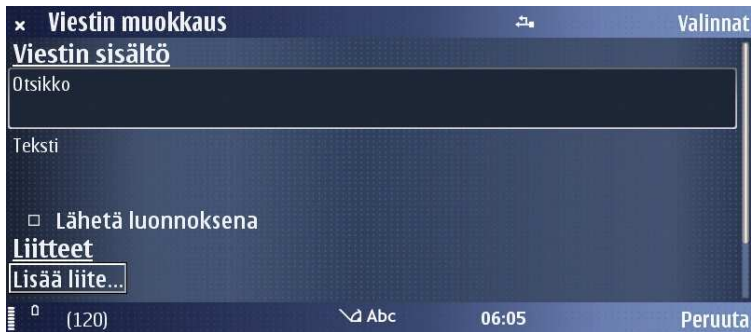 × Viestin muokkaus Valinnat
Viestin sisältö
Otsikko
Teksti
Lähetä luonnoksena
Liitteet
Lisää liite...
(120) Abc 06:05 Peruuta